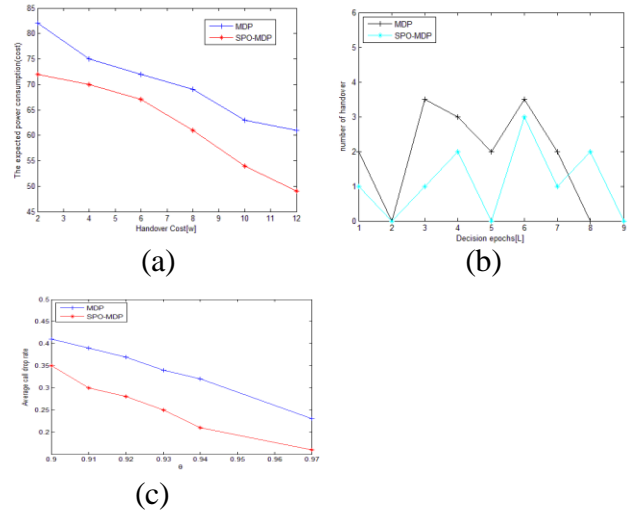 The expected power consumption(cost)
85
80
75
70
65
60
55
50
45
MDP
SPO-MDP
2 3 4 5 6 7 8 9 10 11 12
Handover Cost[w]
(a)
number of handover
6
5
4
3
2
1
0
MDP
SPO-MDP
1 2 3 4 5 6 7 8 9
Decision epochs[L]
(b)
Average call drop rate
0.5
0.45
0.4
0.35
0.3
0.25
0.2
MDP
SPO-MDP
0.9 0.91 0.92 0.93 0.94 0.95 0.96 0.97
θ
(c)